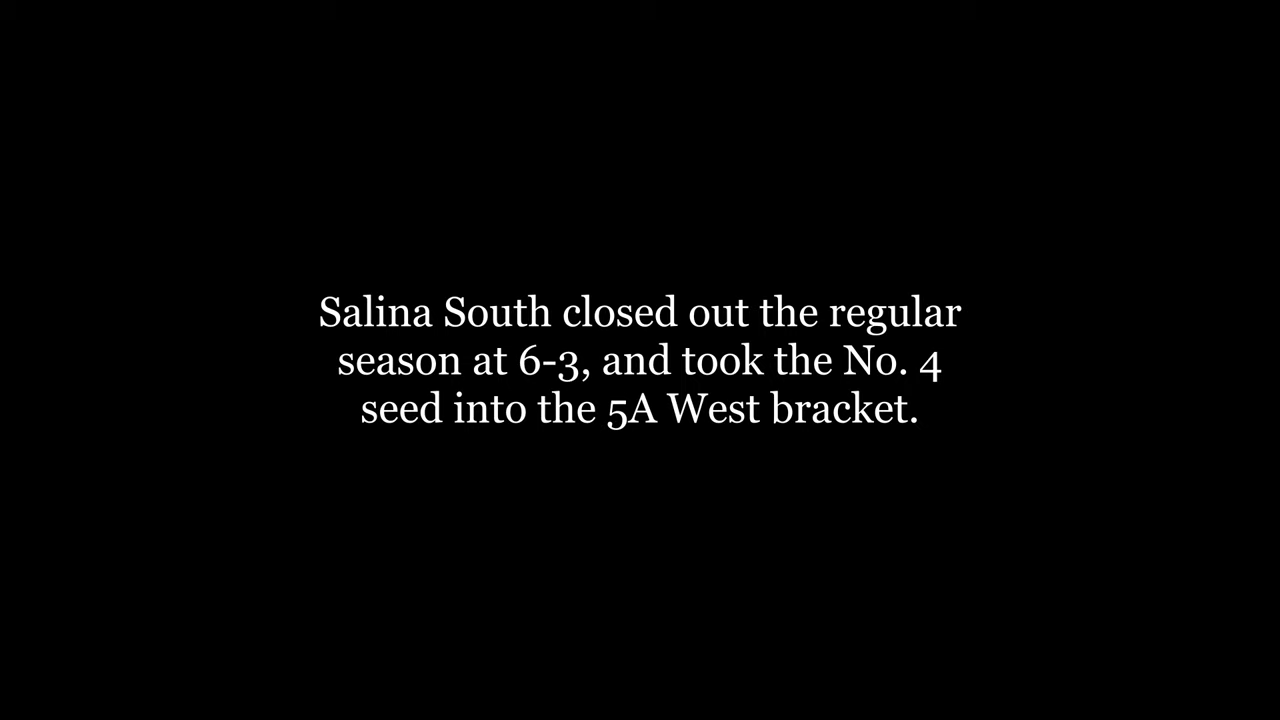 Salina South closed out the regular
season at 6-3, and took the No. 4
seed into the 5A West bracket.